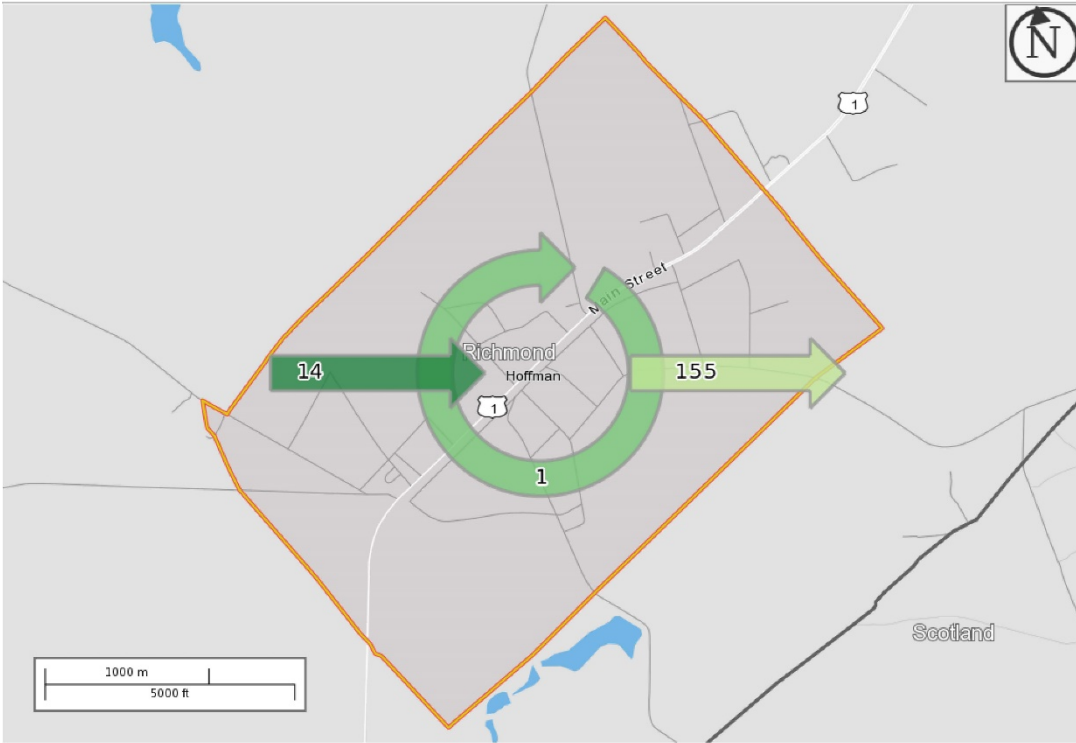 N
1
Main Street
Richmond
14
155
Hoffman
1
1
Scotland
1000 m
5000 ft